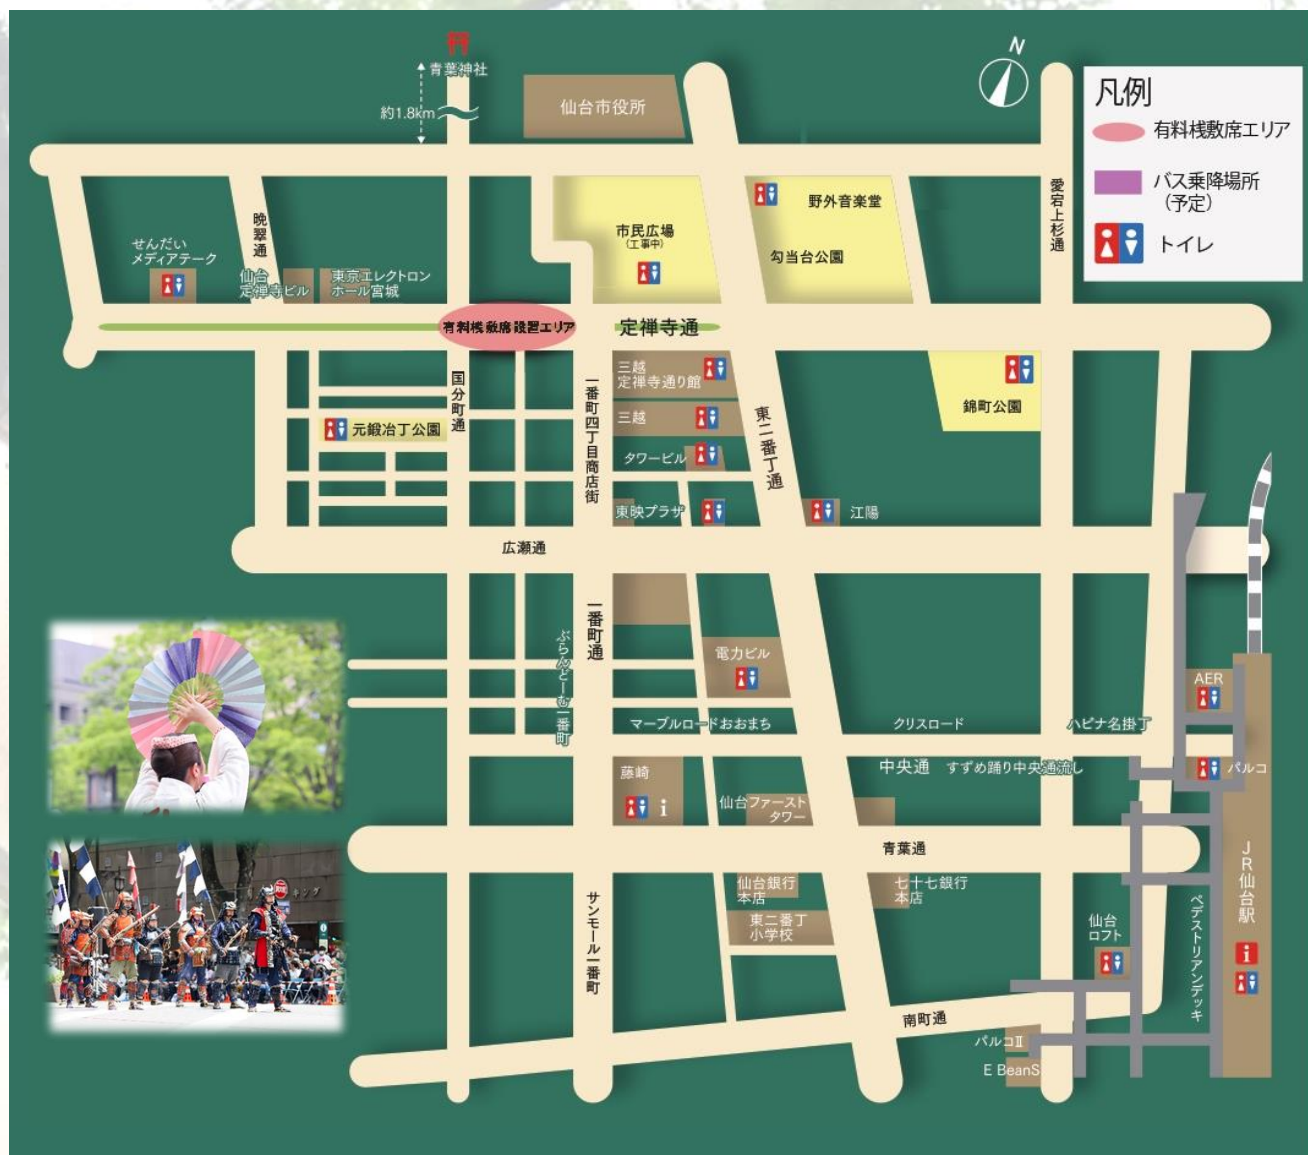 青葉神社
約1.8km
仙台市役所
N
凡例
有料桟敷席エリア
バス乗降場所
(予定)
トイレ
愛宕上杉通
晩翠通
せんだい
メディアテーク
仙台
定禅寺ビル
東京エレクトロン
ホール宮城
市民広場
(工事中)
野外音楽堂
勾当台公園
有料桟敷席設置エリア
定禅寺通
国分町通
一番町四丁目商店街
三越
定禅寺通り館
三越
タワービル
東映プラザ
東二番丁通
江陽
錦町公園
元鍛冶丁公園
広瀬通
一番町通
ぶらんどーむ一番町
電力ビル
マーブルロードおおまち
クリスロード
ハピナ名掛丁
中央通
すずめ踊り中央通流し
AER
パルコ
藤崎
i
仙台ファースト
タワー
青葉通
仙台銀行
本店
七十七銀行
本店
東二番丁
小学校
サンモール一番町
仙台
ロフト
ペデストリアンデッキ
JR仙台駅
i
南町通
パルコⅡ
E BeanS
キング